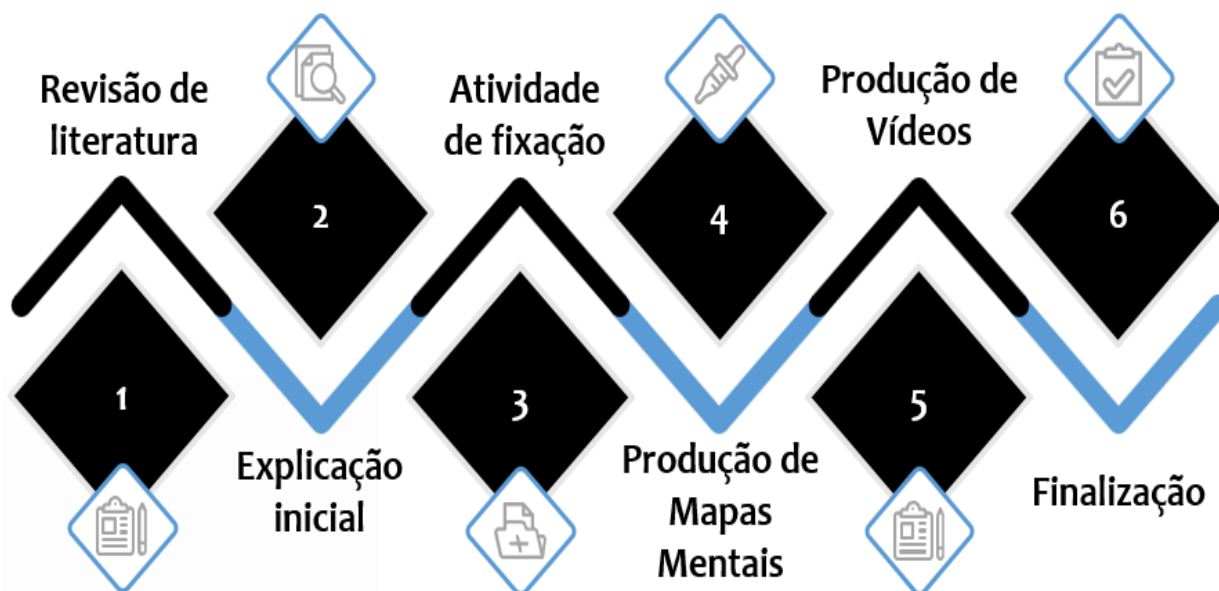 Revisão de
literatura
1
2
Explicação
inicial
Atividade
de fixação
3
4
Produção de
Mapas
Mentais
Produção de
Vídeos
5
6
Finalização